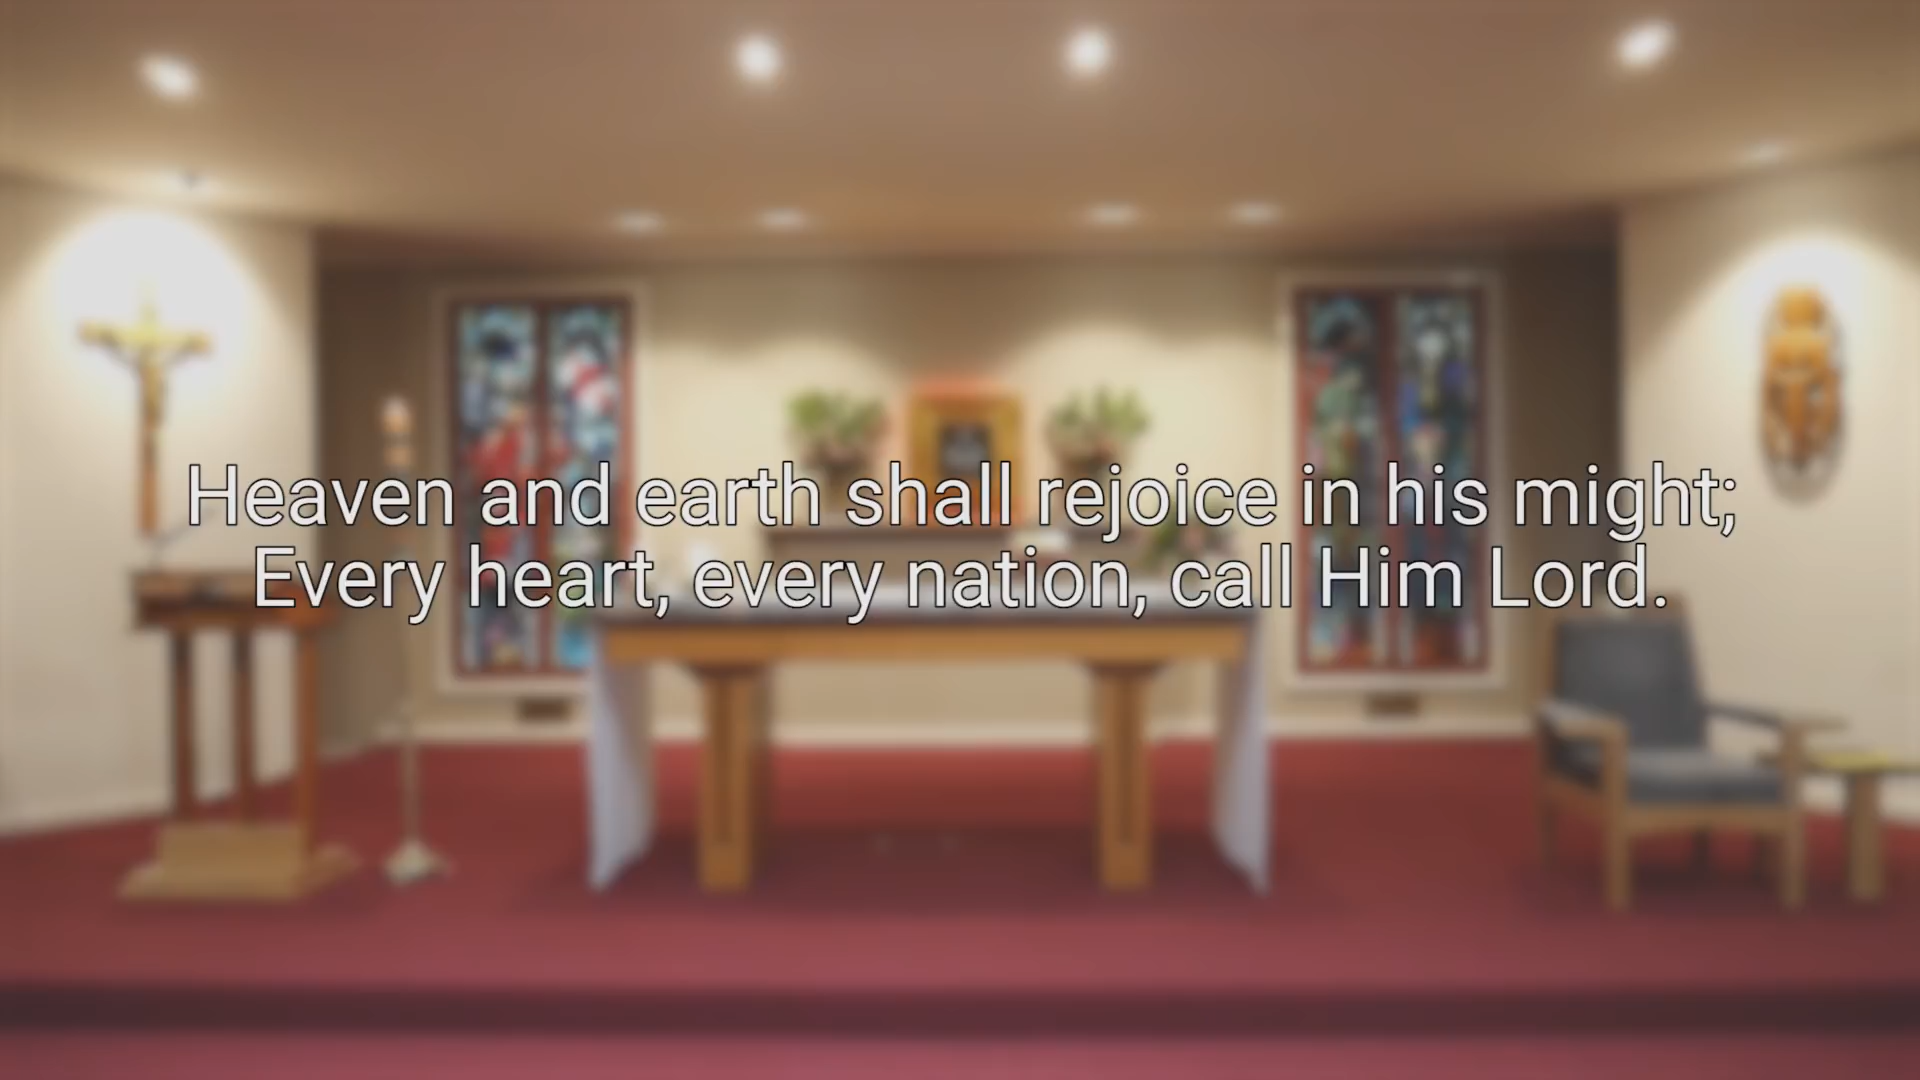 Heaven and earth shall rejoice in his might;
Every heart, every nation, call Him Lord.